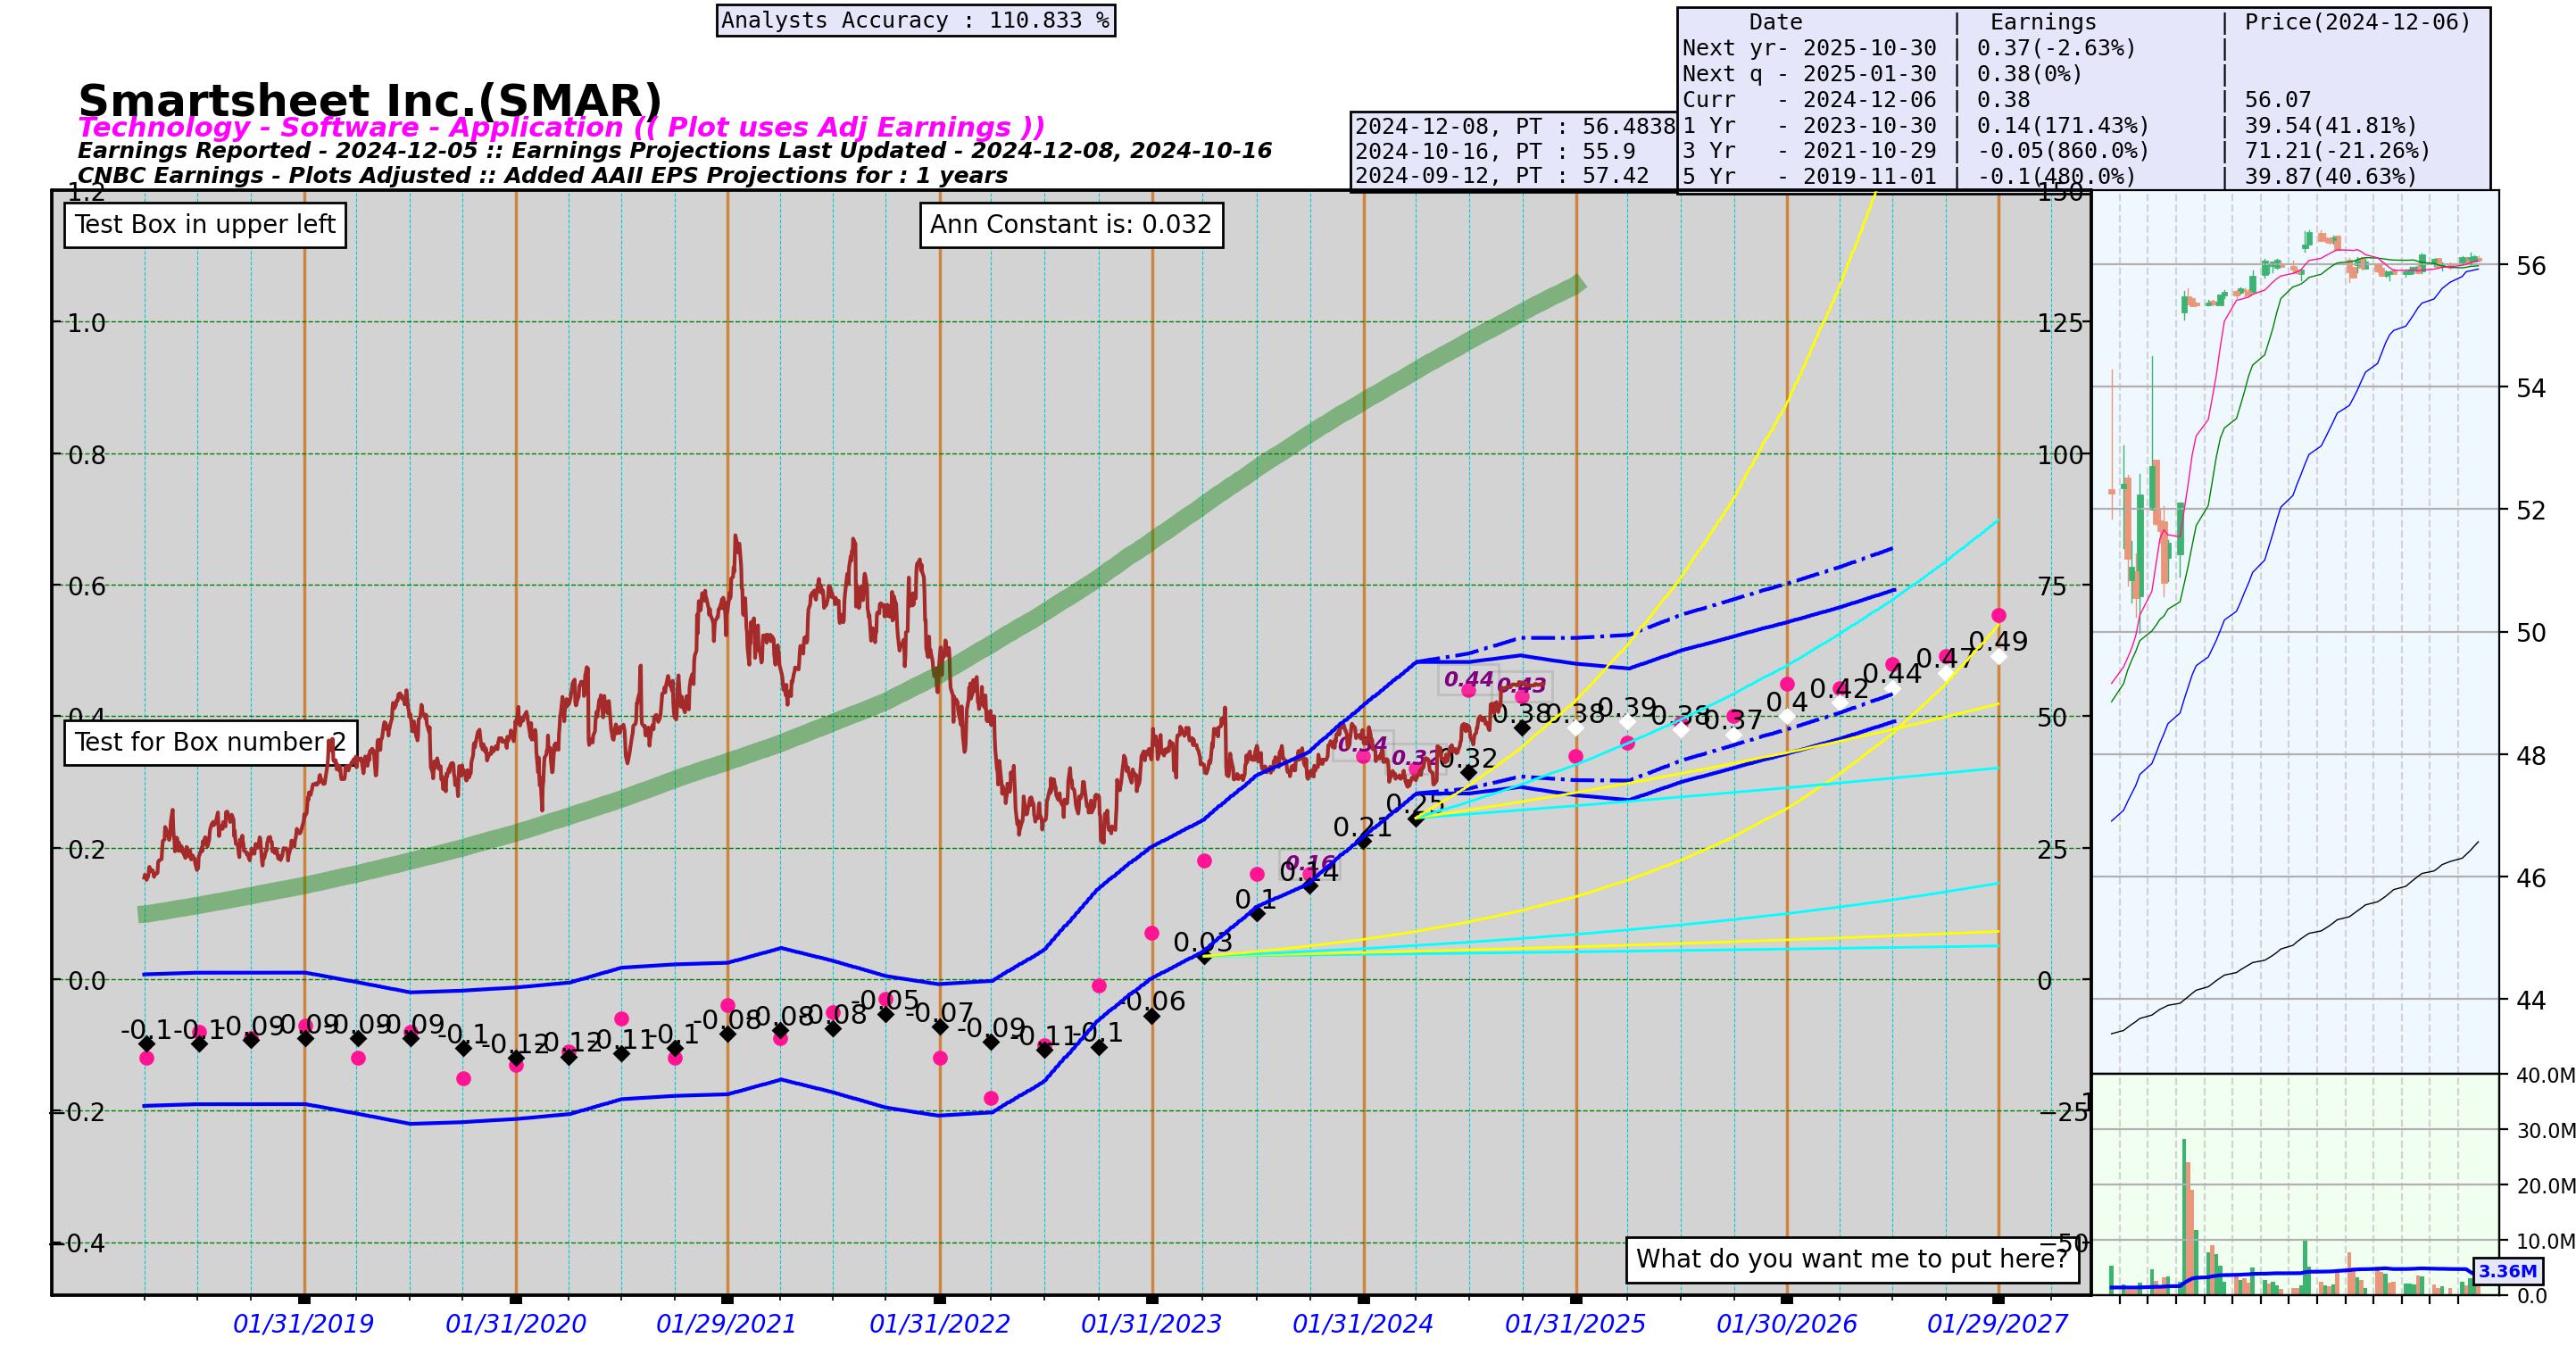 Analysts Accuracy : 110.833 %
Date | Earnings | Price(2024-12-06)
Next yr- 2025-10-30 | 0.37(-2.63%) |
Next q - 2025-01-30 | 0.38(0%) |
Curr - 2024-12-06 | 0.38 | 56.07
1 Yr - 2023-10-30 | 0.14(171.43%) | 39.54(41.81%)
3 Yr - 2021-10-29 | -0.05(860.0%) | 71.21(-21.26%)
5 Yr - 2019-11-01 | -0.1(480.0%) | 39.87(40.63%)
Smartsheet Inc.(SMAR)
Technology - Software - Application (( Plot uses Adj Earnings ))
Earnings Reported - 2024-12-05 :: Earnings Projections Last Updated - 2024-12-08, 2024-10-16
CNBC Earnings - Plots Adjusted :: Added AAII EPS Projections for : 1 years
2024-12-08, PT : 56.4838
2024-10-16, PT : 55.9
2024-09-12, PT : 57.42
Test Box in upper left
Ann Constant is: 0.032
Test for Box number 2
What do you want me to put here?
1.2
1.0
0.8
0.6
0.4
0.2
0.0
−0.2
−0.4
150
125
100
75
50
25
0
−25
−50
-0.1 -0.1 -0.09 -0.09 -0.09 -0.09 -0.1 -0.12 -0.12 -0.11 -0.1 -0.08 -0.08 -0.08 -0.05 -0.07 -0.09 -0.11 -0.1 -0.06 0.03 0.1 0.14 0.21 0.25 0.32 0.38 0.38 0.39 0.38 0.37 0.4 0.42 0.44 0.47 0.49
0.16 0.34 0.32 0.44 0.43
56
54
52
50
48
46
44
40.0M
30.0M
20.0M
10.0M
3.36M
0.0
01/31/2019 01/31/2020 01/29/2021 01/31/2022 01/31/2023 01/31/2024 01/31/2025 01/30/2026 01/29/2027